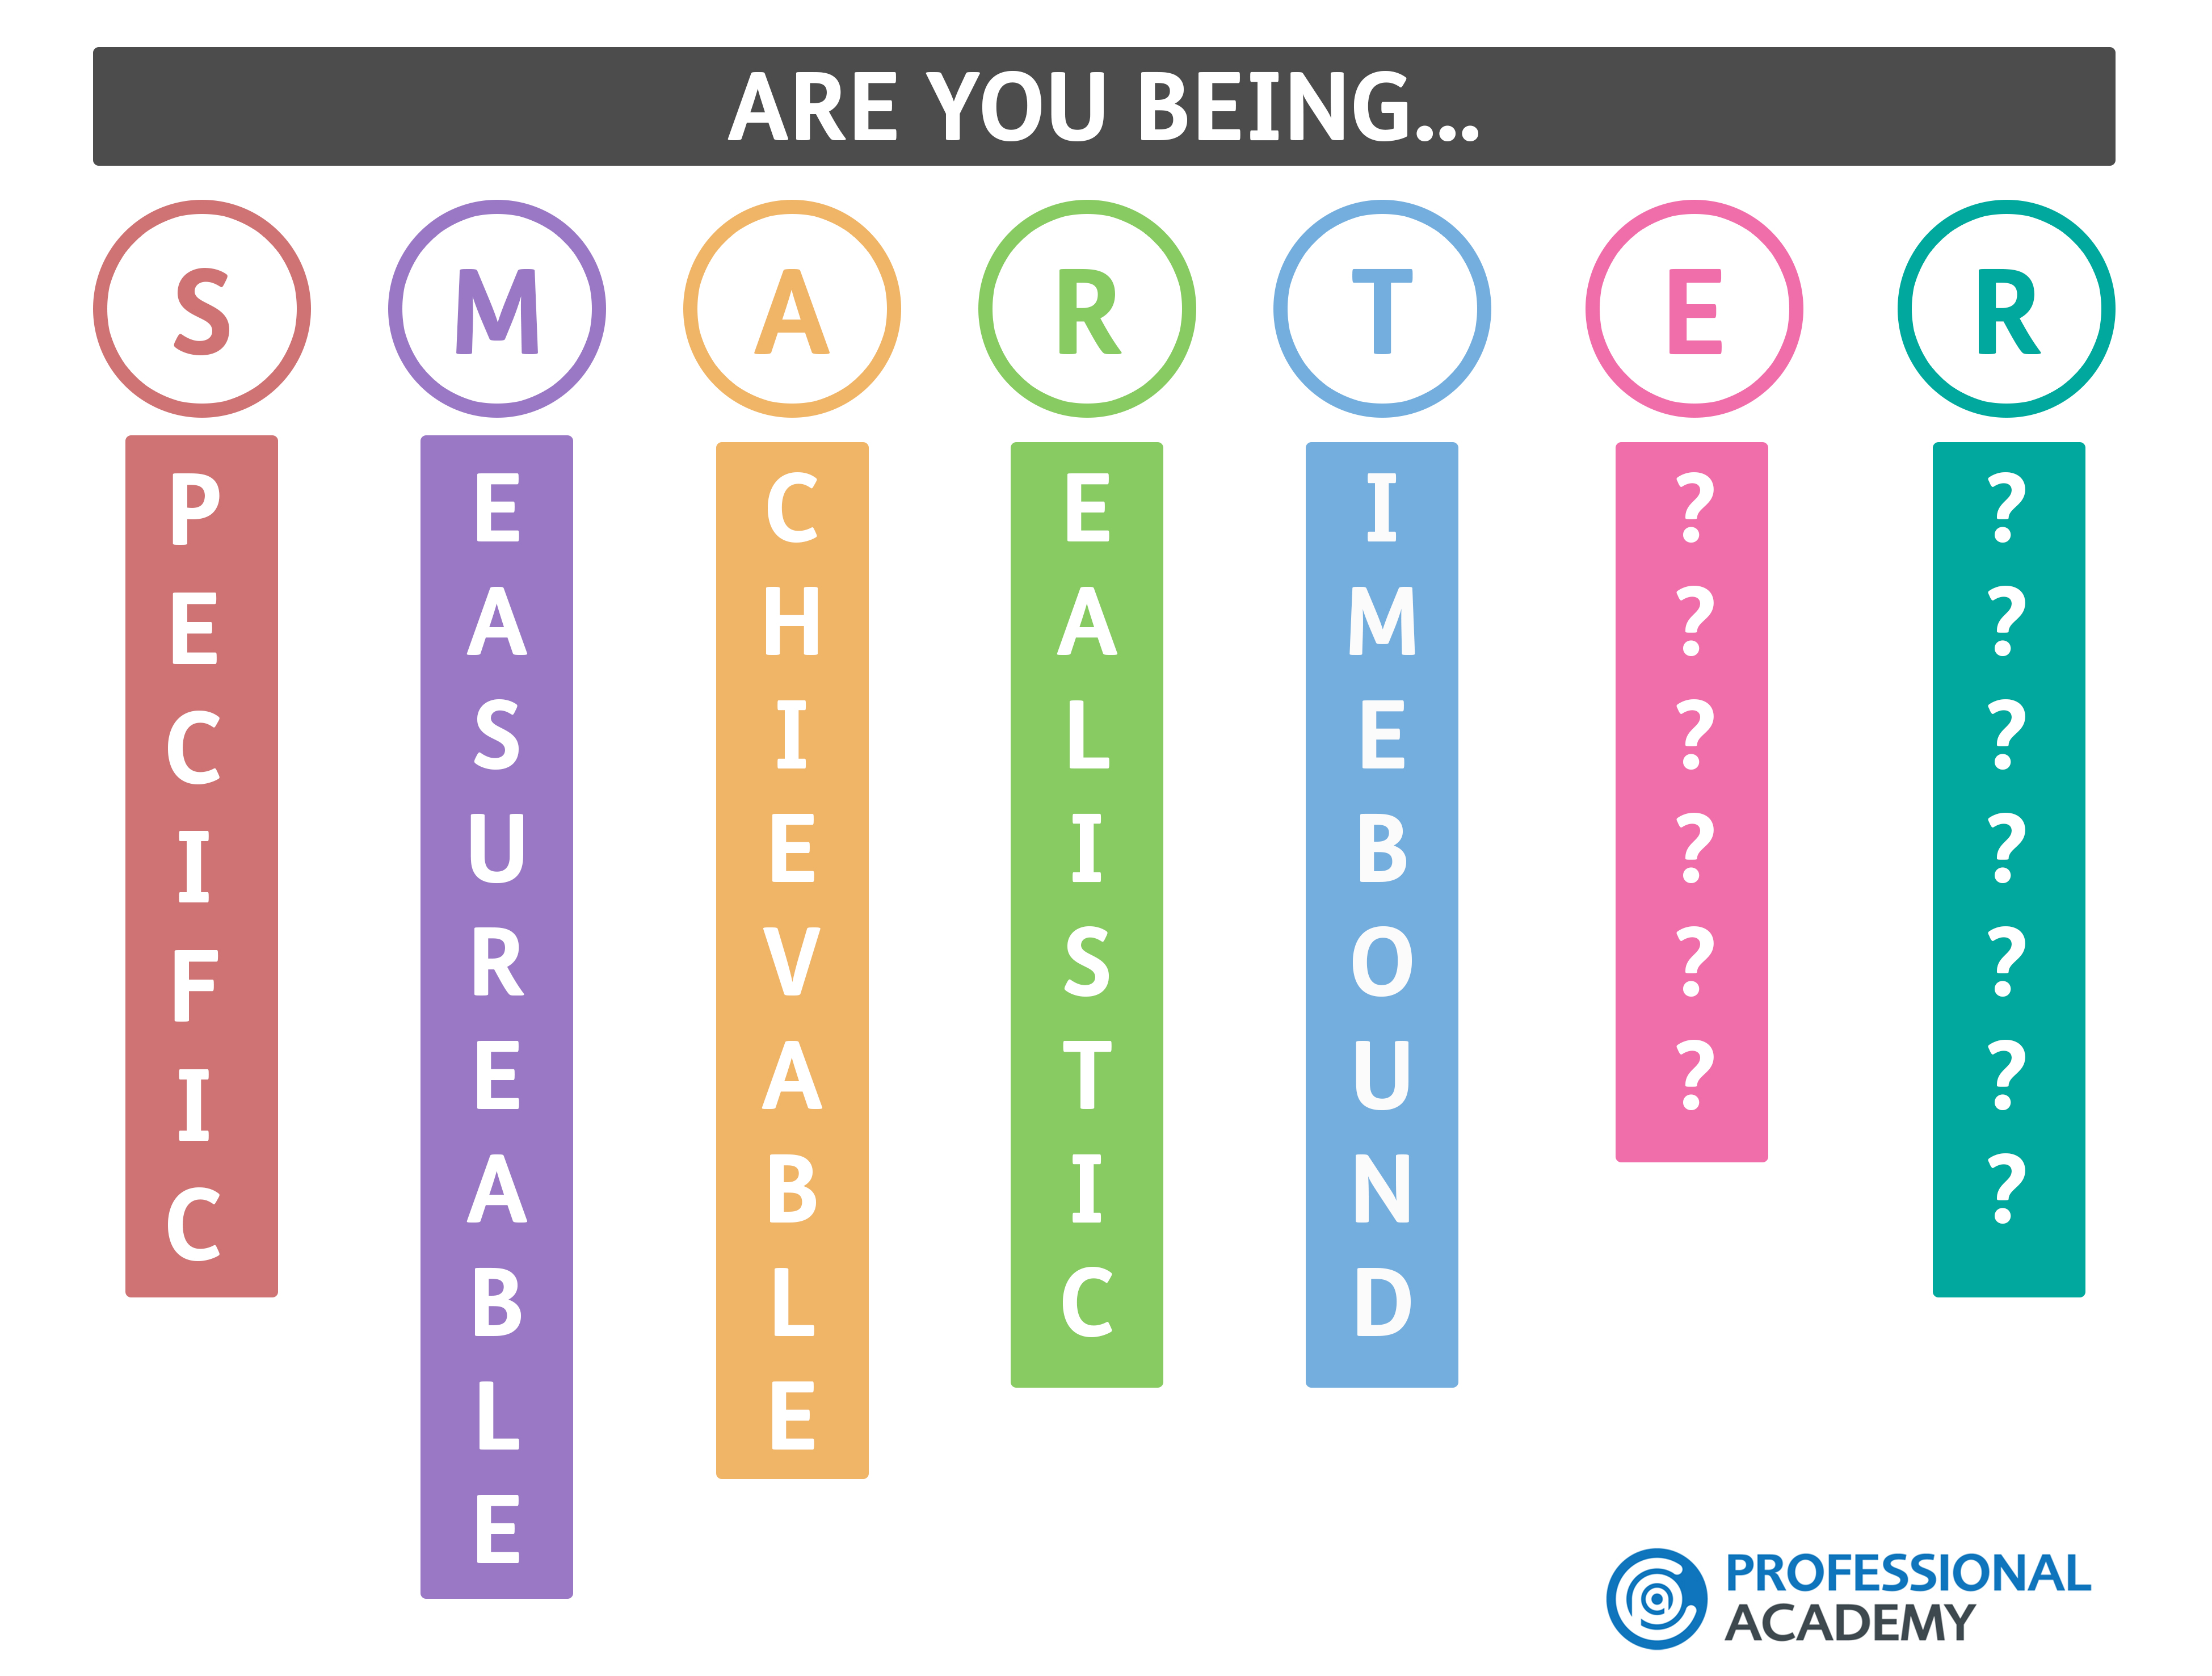 ARE YOU BEING...
S M A R T E R
PECIFIC
EASUREABLE
CHIEVABLE
EALISTIC
IMEBOUND
??????
???????
PROFESSIONAL
ACADEMY